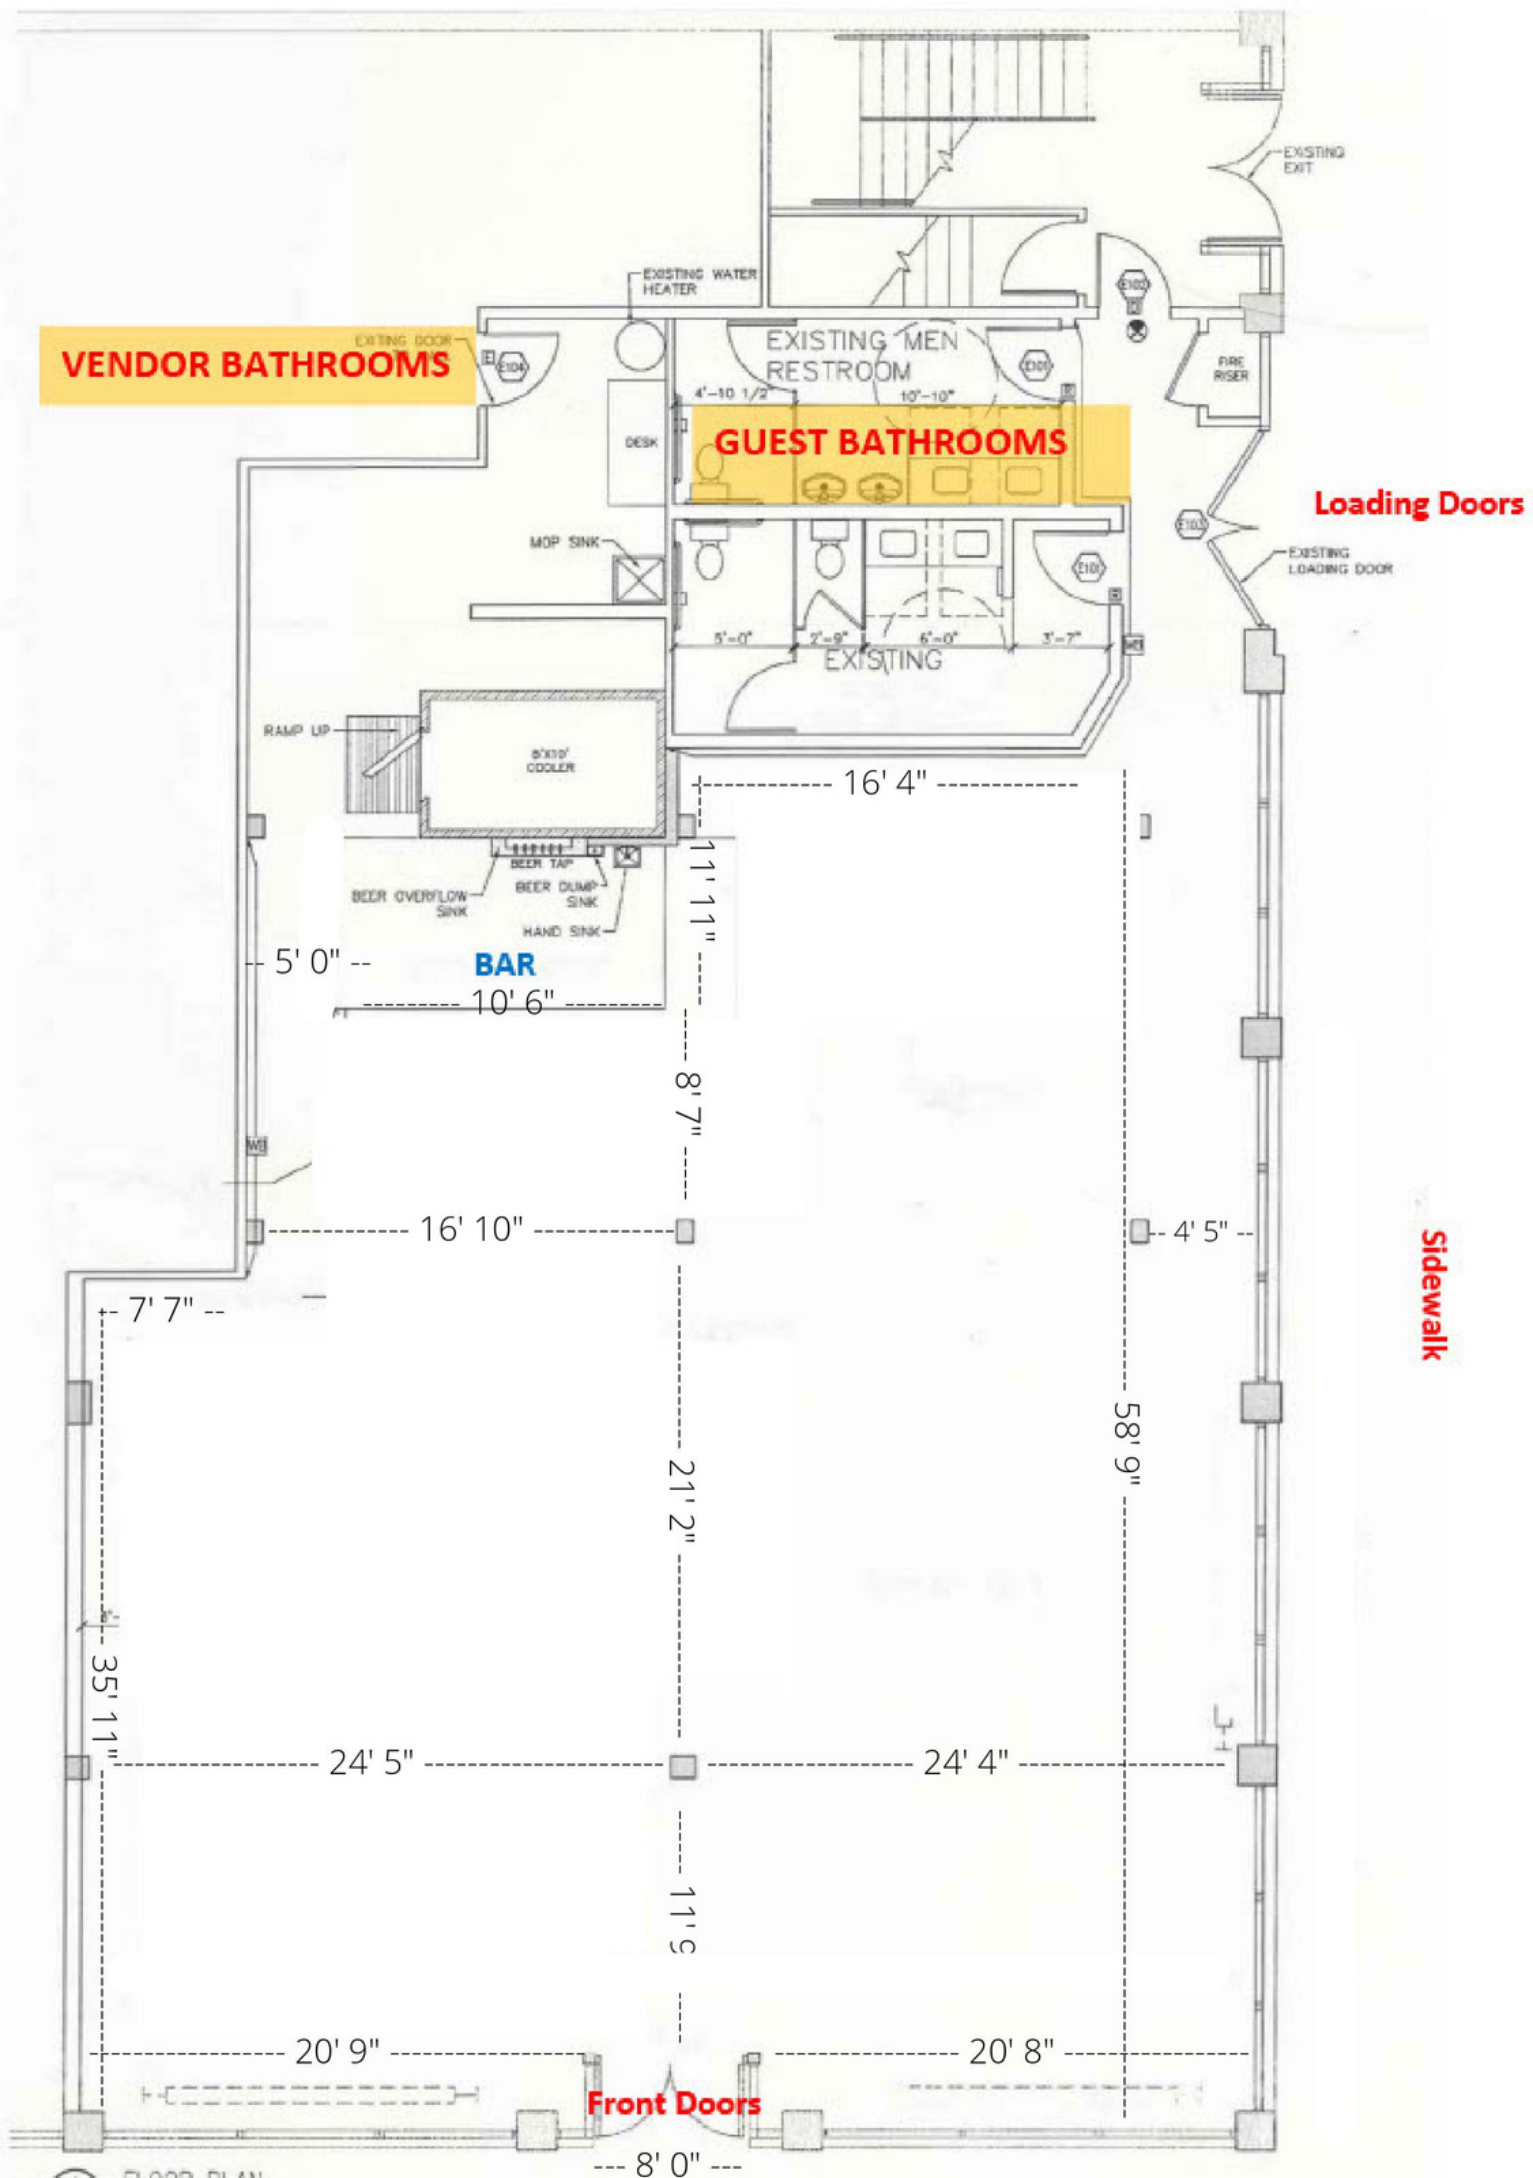 EXISTING
EXIT
EXISTING WATER
HEATER
E102
EXITING DOOR
VENDOR BATHROOMS
E
E104
EXISTING MEN
RESTROOM
E101
FIRE
RISER
4'-10 1/2"
10'-10"
DESK
GUEST BATHROOMS
Loading Doors
E103
MOP SINK
EXISTING
LOADING DOOR
E101
5'-0"
2'-9"
6'-0"
3'-7"
EXISTING
RAMP UP
8'X10'
COOLER
16' 4"
BEER TAP
11' 11"
BEER OVERFLOW
SINK
BEER DUMP
SINK
HAND SINK
5' 0"
BAR
10' 6"
8' 7"
16' 10"
4' 5"
Sidewalk
7' 7"
58' 9"
21' 2"
35' 11"
24' 5"
24' 4"
11' 9
20' 9"
20' 8"
Front Doors
8' 0"
FLOOR PLAN